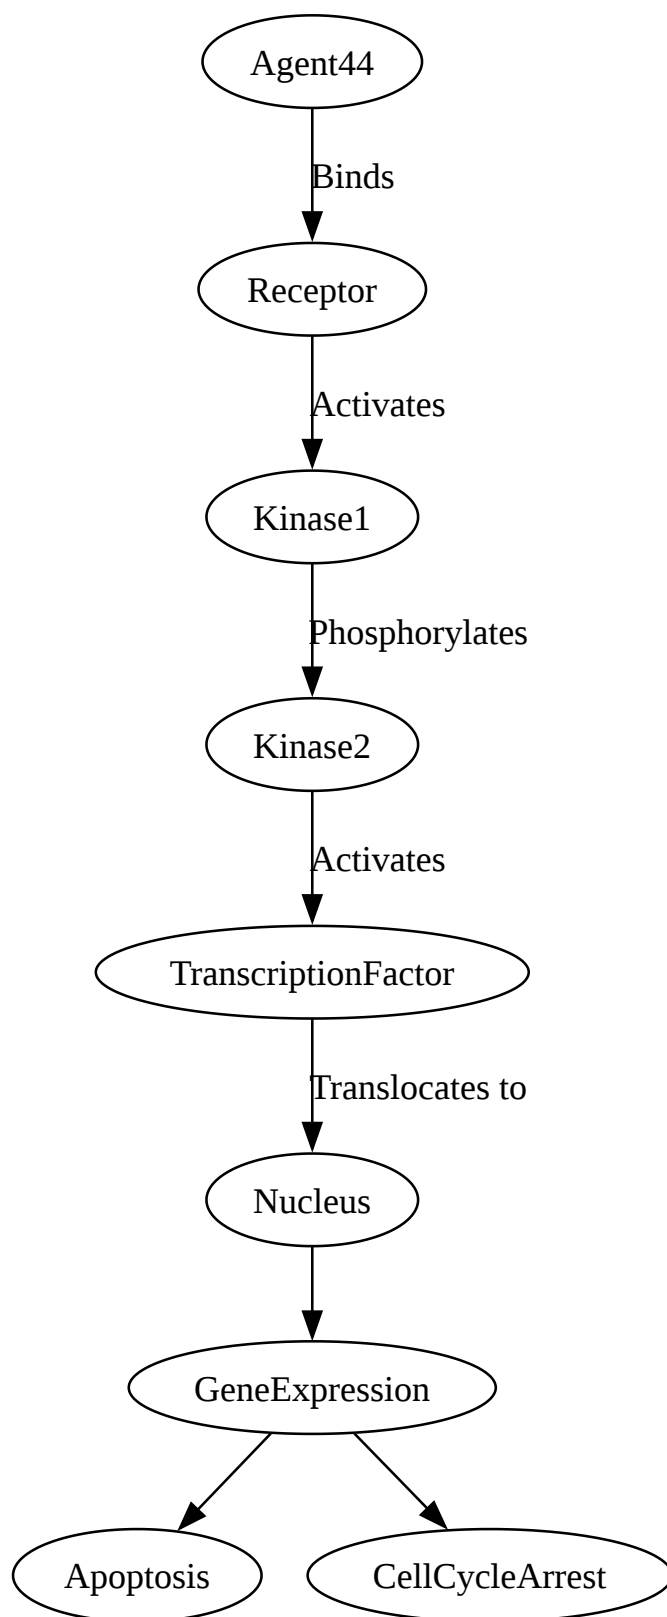 Agent44
Binds
Receptor
Activates
Kinase1
Phosphorylates
Kinase2
Activates
TranscriptionFactor
Translocates to
Nucleus
GeneExpression
Apoptosis
CellCycleArrest